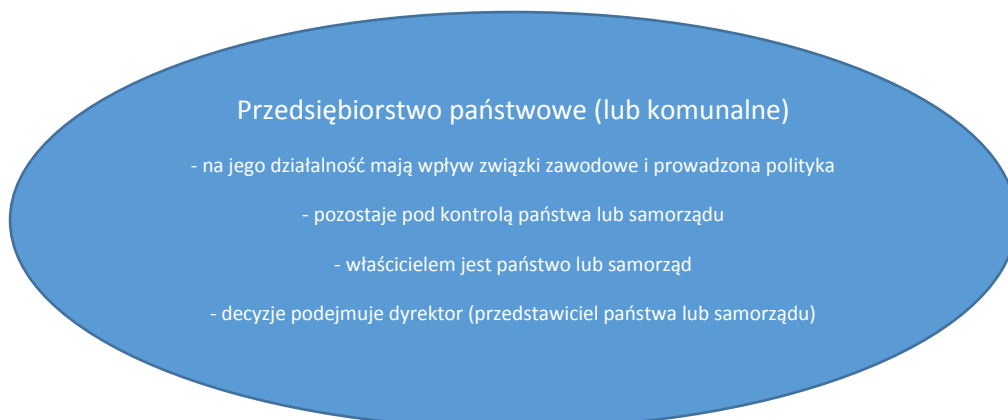 Przedsiębiorstwo państwowe (lub komunalne)
- na jego działalność mają wpływ związki zawodowe i prowadzona polityka
- pozostaje pod kontrolą państwa lub samorządu
- właścicielem jest państwo lub samorząd
- decyzje podejmuje dyrektor (przedstawiciel państwa lub samorządu)